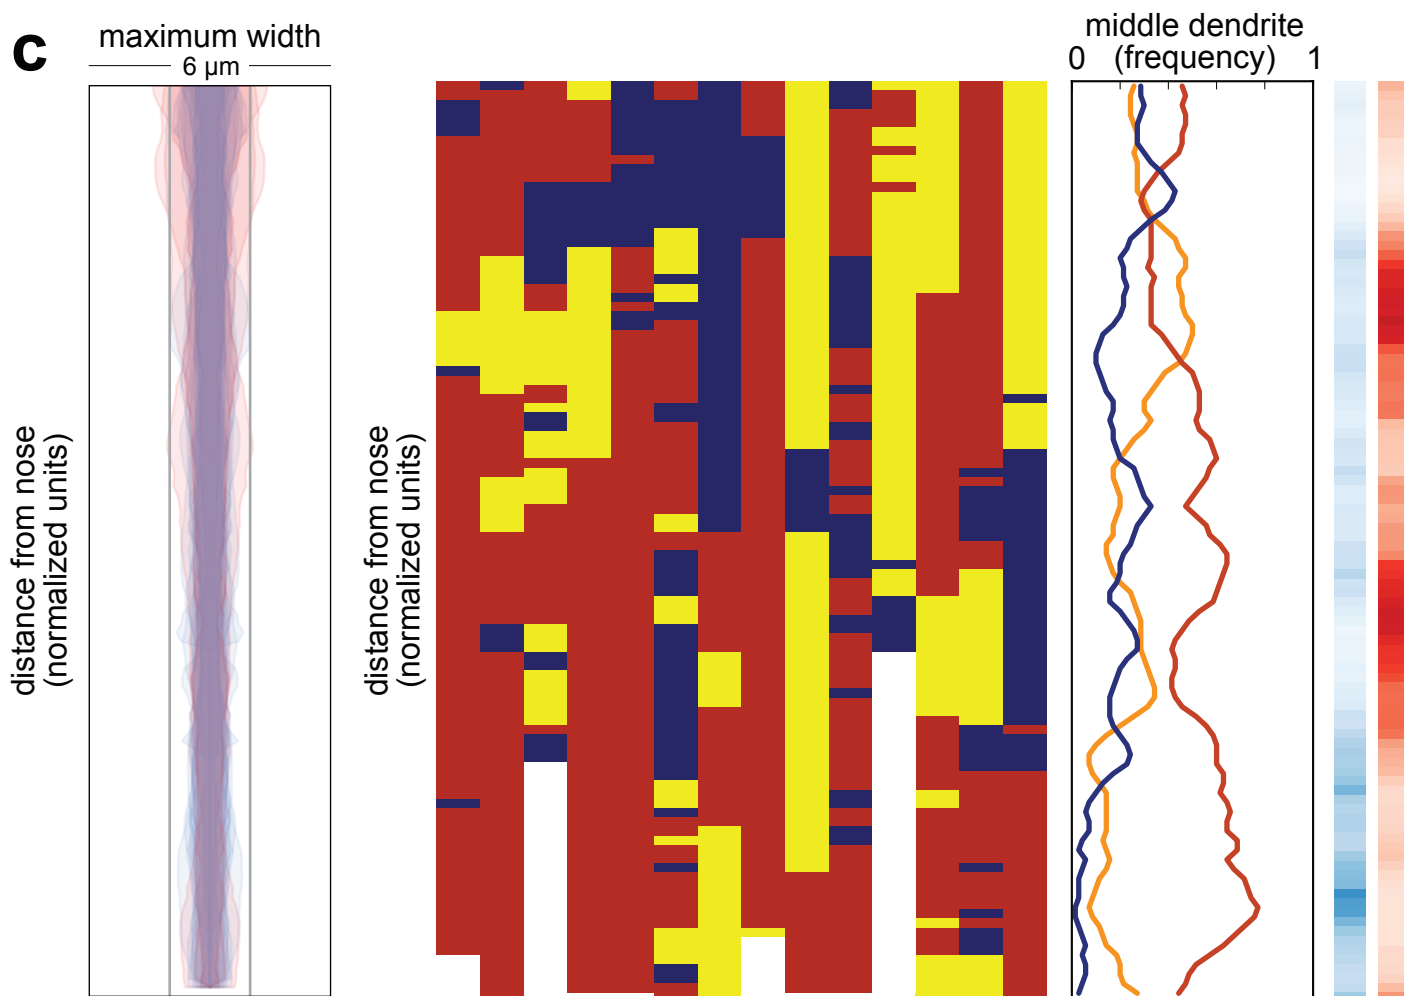 c
maximum width
6 µm
distance from nose
(normalized units)
distance from nose
(normalized units)
middle dendrite
0 (frequency) 1